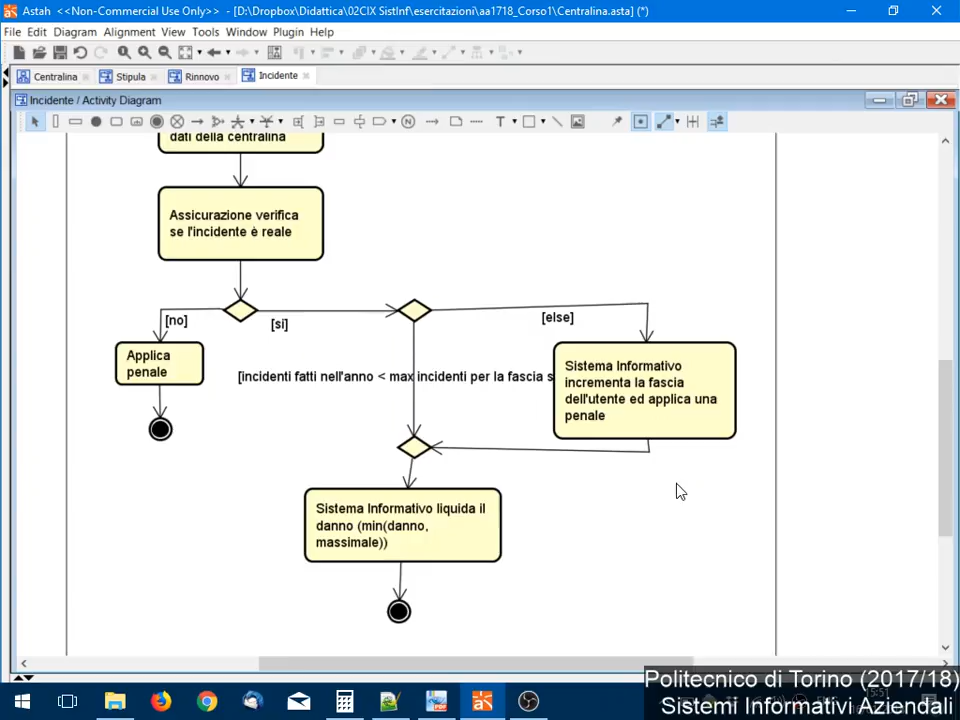 Astah <<Non-Commercial Use Only>> - [D:\Dropbox\Didattica\02CIX SistInf\esercitazioni\aa1718_Corso1\Centralina.asta] (*)
File Edit Diagram Alignment View Tools Window Plugin Help
Centralina Stipula Rinnovo Incidente
Incidente / Activity Diagram
dati della centralina
Assicurazione verifica
se l'incidente è reale
[no]
[si]
[else]
Applica
penale
[incidenti fatti nell'anno < max incidenti per la fascia s
Sistema Informativo
incrementa la fascia
dell'utente ed applica una
penale
Sistema Informativo liquida il
danno (min(danno,
massimale))
Politecnico di Torino (2017/18)
Sistemi Informativi Aziendali